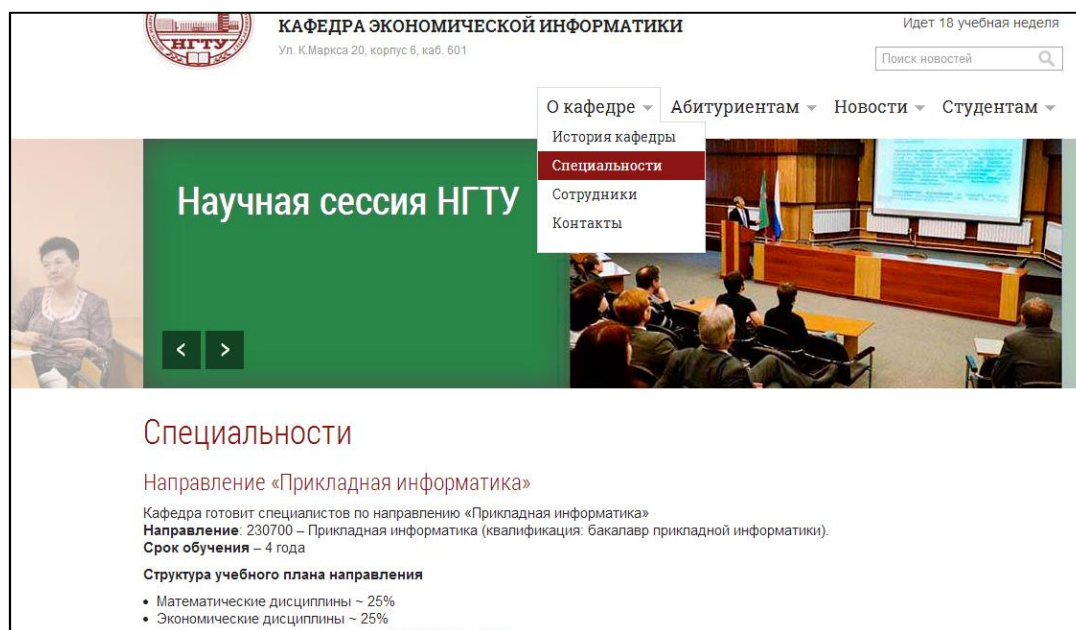 НГТУ
КАФЕДРА ЭКОНОМИЧЕСКОЙ ИНФОРМАТИКИ
Ул. К.Маркса 20, корпус 6, каб. 601
Идет 18 учебная неделя
Поиск новостей
О кафедре Абитуриентам Новости Студентам
История кафедры
Специальности
Сотрудники
Контакты
Научная сессия НГТУ
< >
Специальности
Направление «Прикладная информатика»
Кафедра готовит специалистов по направлению «Прикладная информатика»
Направление: 230700 – Прикладная информатика (квалификация: бакалавр прикладной информатики).
Срок обучения – 4 года
Структура учебного плана направления
• Математические дисциплины ~ 25%
• Экономические дисциплины ~ 25%